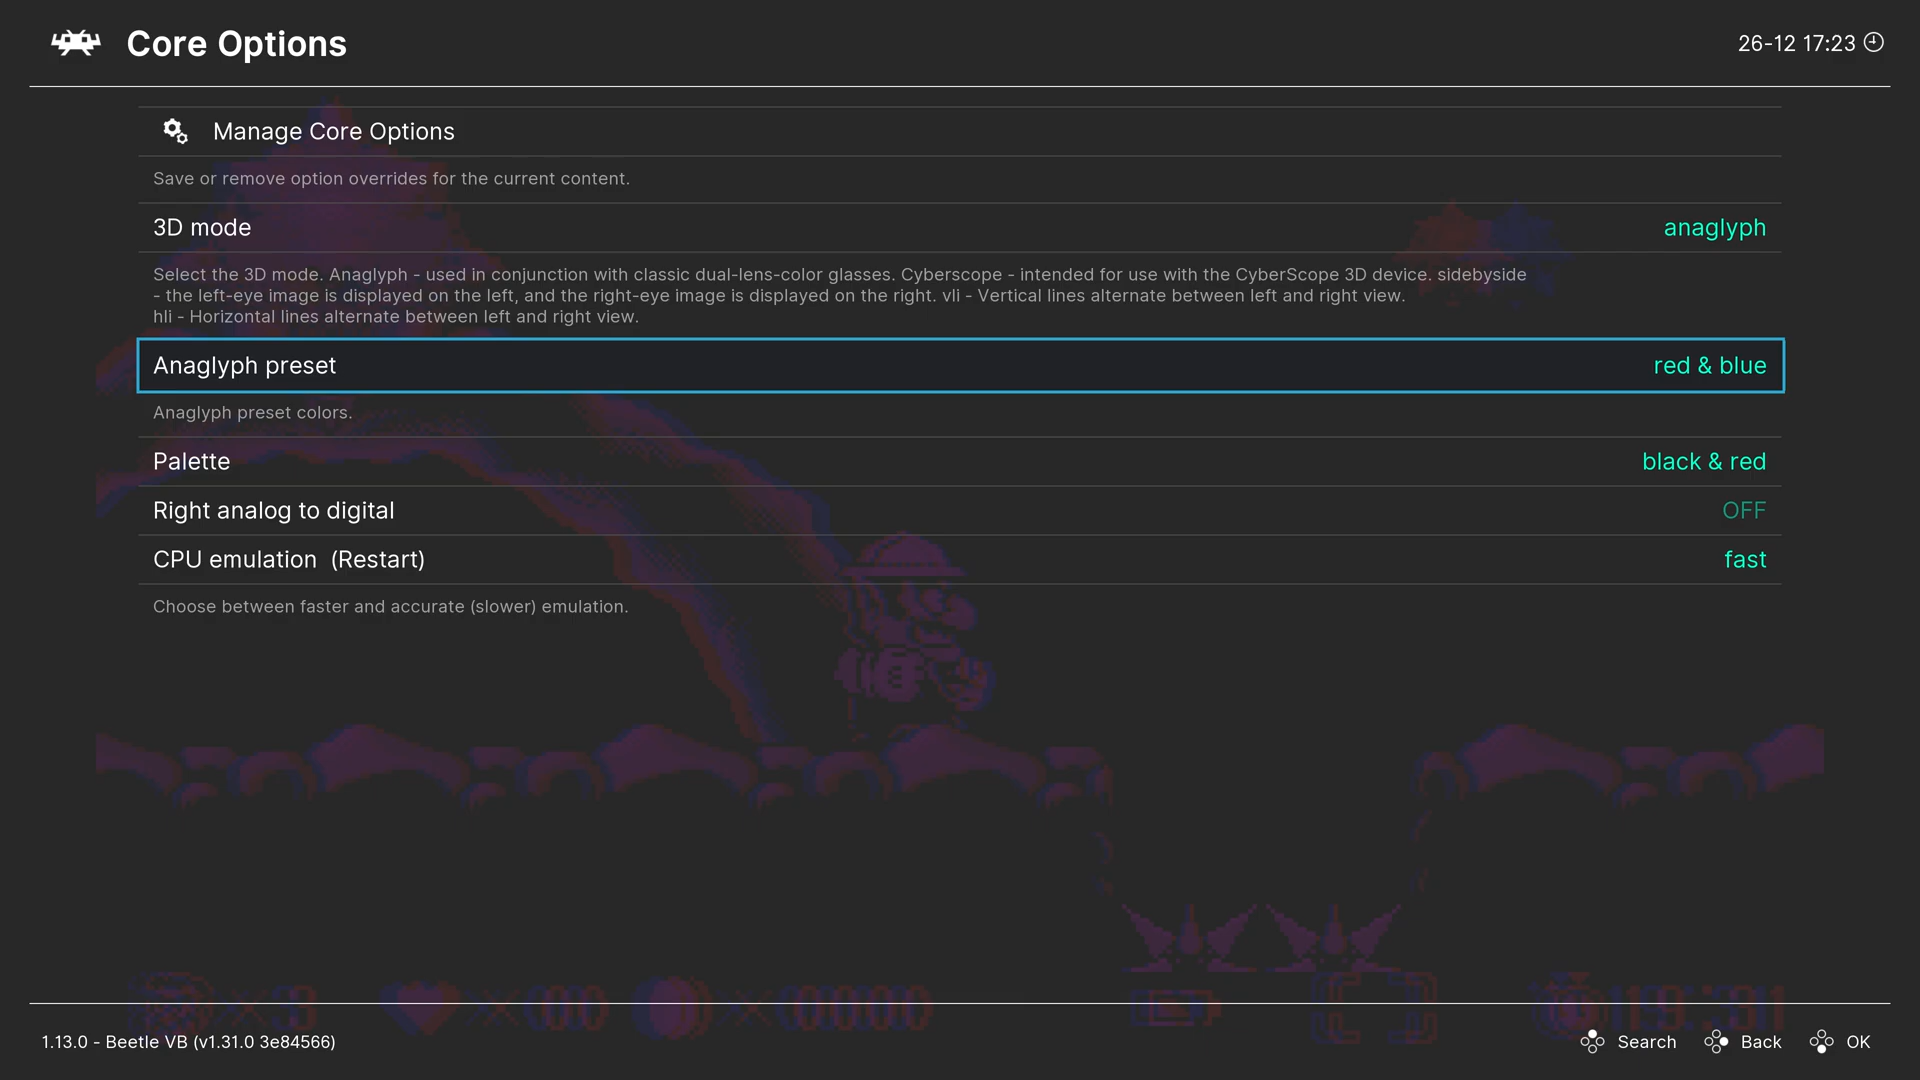 Core Options
26-12 17:23
Manage Core Options
Save or remove option overrides for the current content.
3D mode
anaglyph
Select the 3D mode. Anaglyph - used in conjunction with classic dual-lens-color glasses. Cyberscope - intended for use with the CyberScope 3D device. sidebyside
- the left-eye image is displayed on the left, and the right-eye image is displayed on the right. vli - Vertical lines alternate between left and right view.
hli - Horizontal lines alternate between left and right view.
Anaglyph preset
red & blue
Anaglyph preset colors.
Palette
black & red
Right analog to digital
OFF
CPU emulation  (Restart)
fast
Choose between faster and accurate (slower) emulation.
×3 ×00 ×0000 119:31
1.13.0 - Beetle VB (v1.31.0 3e84566)
Search Back OK